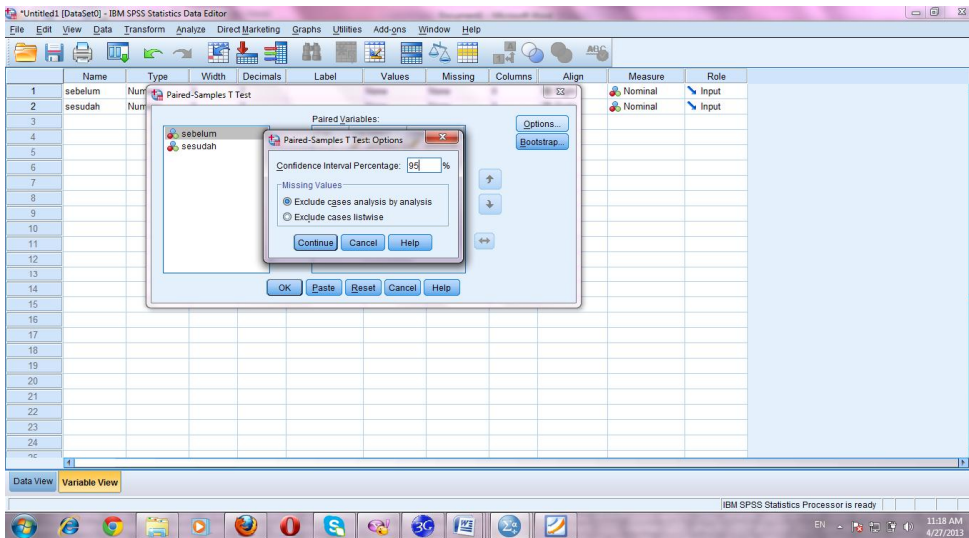 *Untitled1 [DataSet0] - IBM SPSS Statistics Data Editor
File Edit View Data Transform Analyze Direct Marketing Graphs Utilities Add-ons Window Help
Name Type Width Decimals Label Values Missing Columns Align Measure Role
1 sebelum Num Nominal Input
2 sesudah Num Nominal Input
3
4
5
6
7
8
9
10
11
12
13
14
15
16
17
18
19
20
21
22
23
24
Paired-Samples T Test
Paired Variables:
sebelum
sesudah
Options...
Bootstrap...
Paired-Samples T Test: Options
Confidence Interval Percentage: 95 %
Missing Values
Exclude cases analysis by analysis
Exclude cases listwise
Continue Cancel Help
OK Paste Reset Cancel Help
Data View Variable View
IBM SPSS Statistics Processor is ready
EN 11:18 AM
4/27/2013